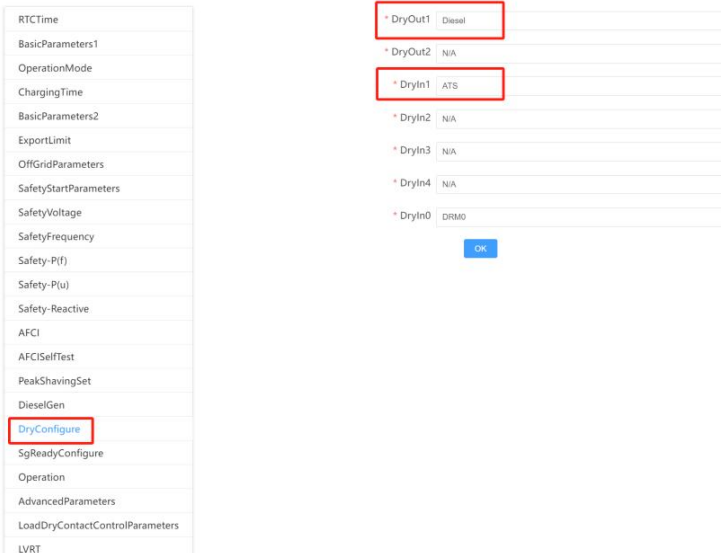 RTCTime
BasicParameters1
OperationMode
ChargingTime
BasicParameters2
ExportLimit
OffGridParameters
SafetyStartParameters
SafetyVoltage
SafetyFrequency
Safety-P(f)
Safety-P(u)
Safety-Reactive
AFCI
AFCISelfTest
PeakShavingSet
DieselGen
DryConfigure
SgReadyConfigure
Operation
AdvancedParameters
LoadDryContactControlParameters
LVRT
* DryOut1 Diesel
* DryOut2 N/A
* DryIn1 ATS
* DryIn2 N/A
* DryIn3 N/A
* DryIn4 N/A
* DryIn0 DRM0
OK